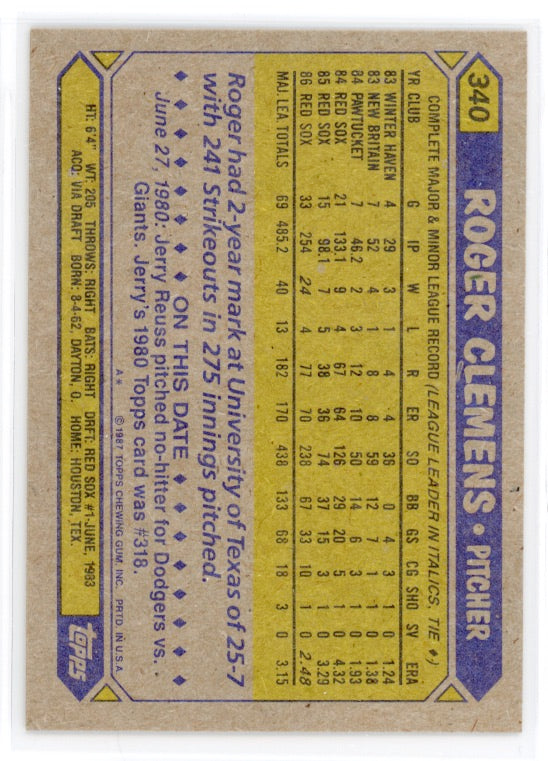 340 ROGER CLEMENS • PITCHER
COMPLETE MAJOR & MINOR LEAGUE RECORD (LEAGUE LEADER IN ITALICS, TIE ♦)
YR CLUB G IP W L R ER SO BB GS CG SHO SV ERA
83 WINTER HAVEN 4 29 3 1 4 4 36 0 4 3 1 0 1.24
83 NEW BRITAIN 7 52 4 1 8 8 59 12 7 1 1 0 1.38
84 PAWTUCKET 7 46.2 2 3 12 10 50 14 6 3 1 0 1.93
84 RED SOX 21 133.1 9 4 67 64 126 29 20 5 1 0 4.32
85 RED SOX 15 98.1 7 5 38 36 74 37 15 3 1 0 3.29
86 RED SOX 33 254 24 4 77 70 238 67 33 10 1 0 2.48
MAJ. LEA. TOTALS 69 485.2 40 13 182 170 438 133 68 18 3 0 3.15
Roger had 2-year mark at University of Texas of 25-7
with 241 Strikeouts in 275 innings pitched.
♦ ♦ ♦ ♦ ♦ ♦ ON THIS DATE ♦ ♦ ♦ ♦ ♦ ♦
June 27, 1980: Jerry Reuss pitched no-hitter for Dodgers vs.
Giants. Jerry's 1980 Topps card was #318.
A* ©1987 TOPPS CHEWING GUM, INC. PRTD. IN U.S.A.
HT: 6'4" WT: 205 THROWS: RIGHT BATS: RIGHT DRFT: RED SOX #1-JUNE, 1983
ACQ: VIA DRAFT BORN: 8-4-62, DAYTON, O. HOME: HOUSTON, TEX.
TOPPS